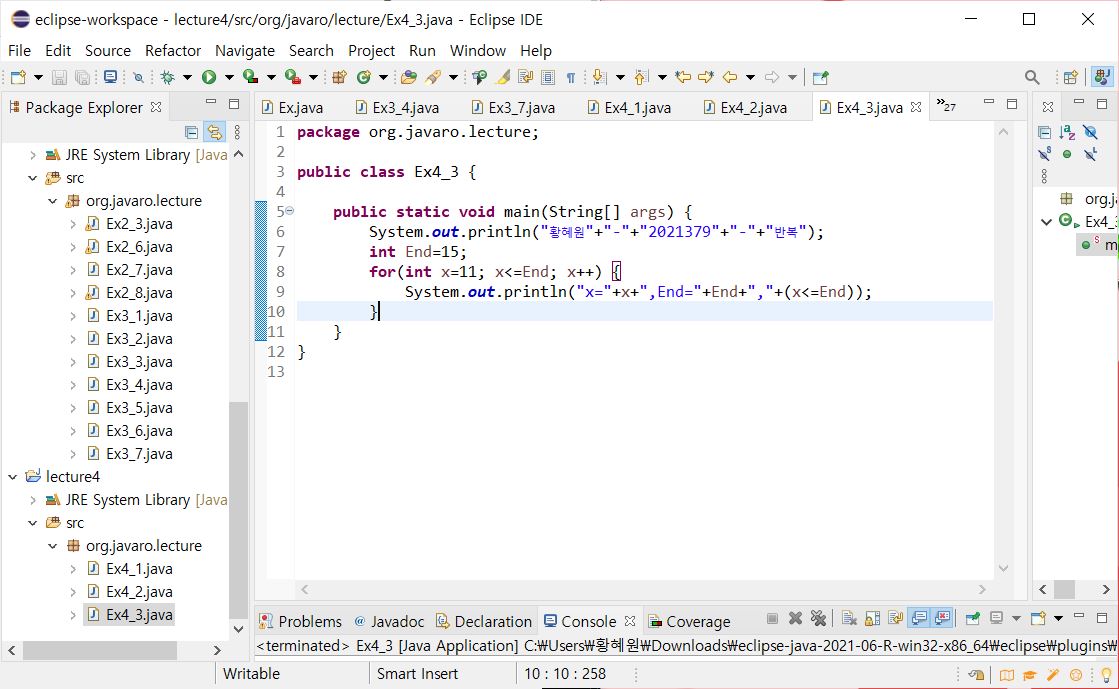 eclipse-workspace - lecture4/src/org/javaro/lecture/Ex4_3.java - Eclipse IDE
File Edit Source Refactor Navigate Search Project Run Window Help
Package Explorer
JRE System Library [Java
src
org.javaro.lecture
Ex2_3.java
Ex2_6.java
Ex2_7.java
Ex2_8.java
Ex3_1.java
Ex3_2.java
Ex3_3.java
Ex3_4.java
Ex3_5.java
Ex3_6.java
Ex3_7.java
lecture4
JRE System Library [Java
src
org.javaro.lecture
Ex4_1.java
Ex4_2.java
Ex4_3.java
Ex.java Ex3_4.java Ex3_7.java Ex4_1.java Ex4_2.java Ex4_3.java »27
1 package org.javaro.lecture;
2
3 public class Ex4_3 {
4
5 public static void main(String[] args) {
6 System.out.println("황혜원"+"-"+"2021379"+"-"+"반복");
7 int End=15;
8 for(int x=11; x<=End; x++) {
9 System.out.println("x="+x+",End="+End+","+(x<=End));
10 }
11 }
12 }
13
org.j
Ex4_3
m
Problems @ Javadoc Declaration Console Coverage
<terminated> Ex4_3 [Java Application] C:₩Users₩황혜원₩Downloads₩eclipse-java-2021-06-R-win32-x86_64₩eclipse₩plugins₩
Writable Smart Insert 10 : 10 : 258